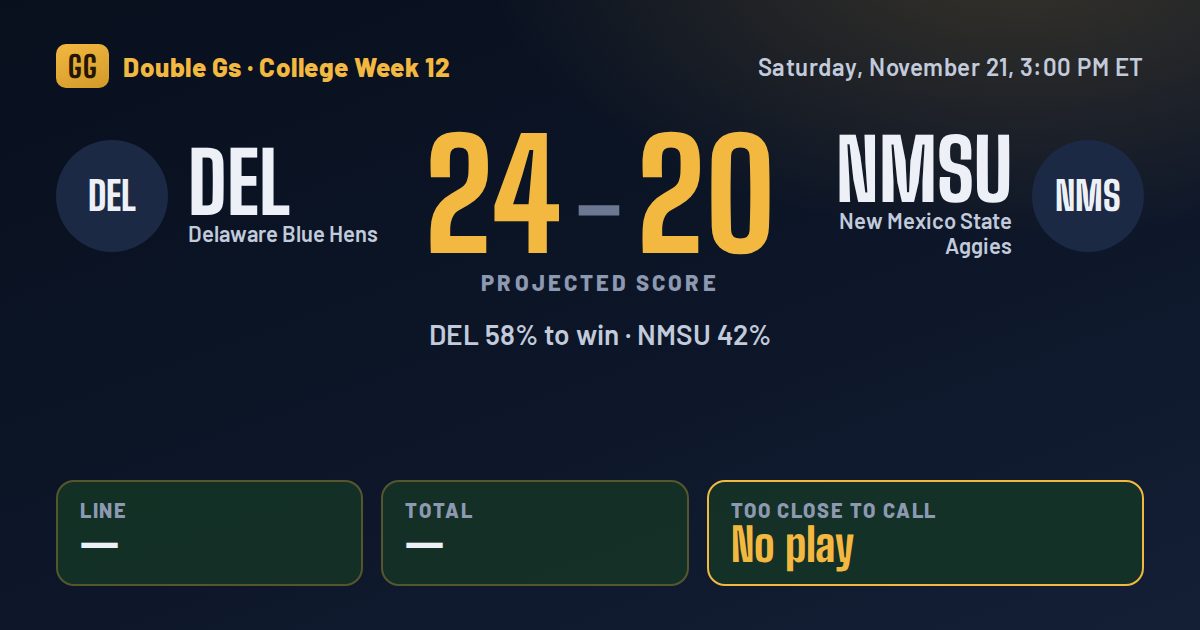 GG Double Gs · College Week 12
Saturday, November 21, 3:00 PM ET
DEL
DEL
Delaware Blue Hens
24 – 20
PROJECTED SCORE
DEL 58% to win · NMSU 42%
NMSU
New Mexico State
Aggies
NMS
LINE
—
TOTAL
—
TOO CLOSE TO CALL
No play